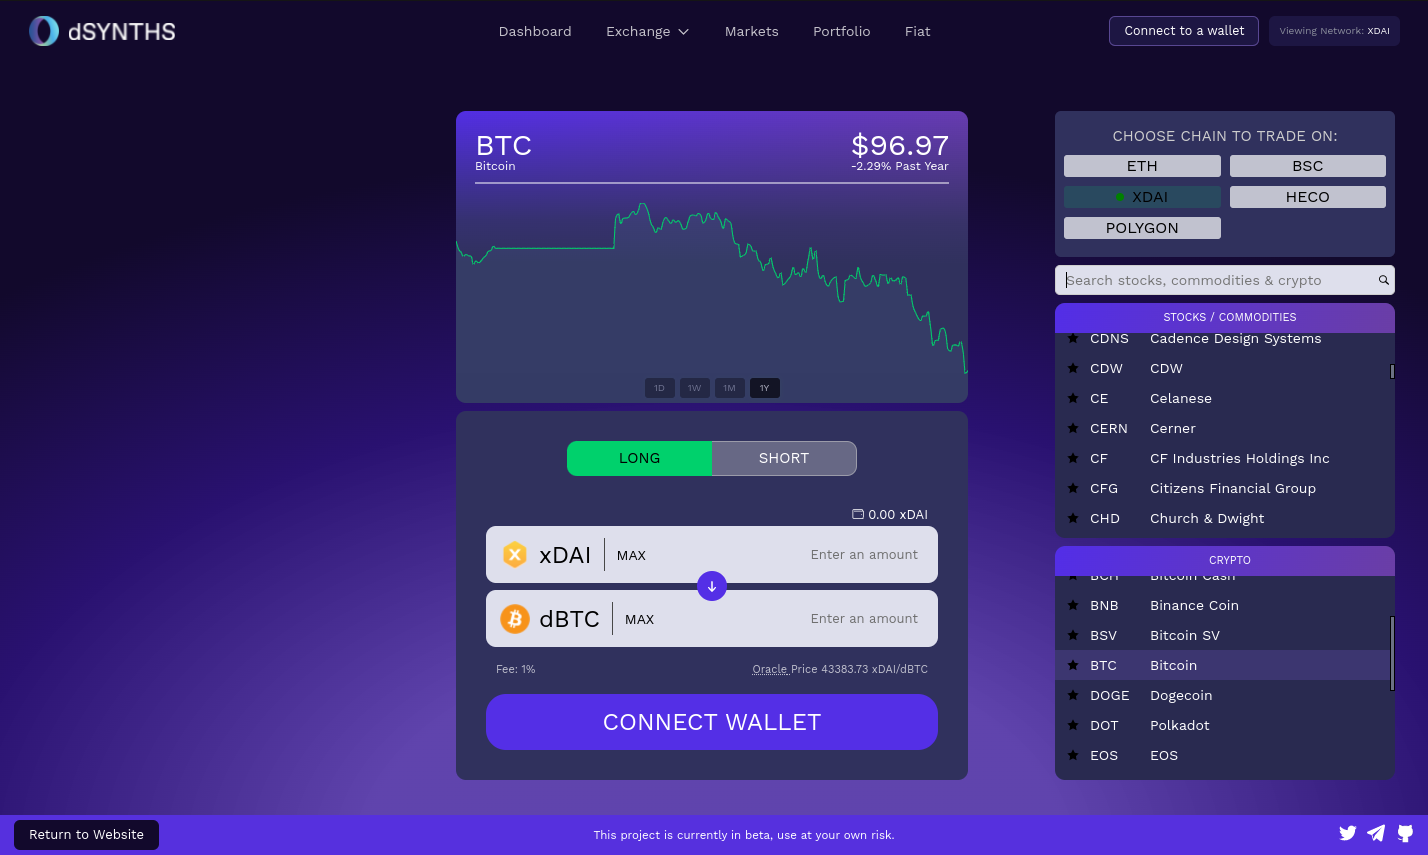 dSYNTHS
Dashboard
Exchange
Markets
Portfolio
Fiat
Connect to a wallet
Viewing Network: XDAI
BTC
Bitcoin
$96.97
-2.29% Past Year
1D
1W
1M
1Y
LONG
SHORT
0.00 xDAI
xDAI
MAX
Enter an amount
dBTC
MAX
Enter an amount
Fee: 1%
Oracle Price 43383.73 xDAI/dBTC
CONNECT WALLET
CHOOSE CHAIN TO TRADE ON:
ETH
BSC
XDAI
HECO
POLYGON
Search stocks, commodities & crypto
STOCKS / COMMODITIES
CDNS Cadence Design Systems
CDW CDW
CE Celanese
CERN Cerner
CF CF Industries Holdings Inc
CFG Citizens Financial Group
CHD Church & Dwight
CRYPTO
BCH Bitcoin Cash
BNB Binance Coin
BSV Bitcoin SV
BTC Bitcoin
DOGE Dogecoin
DOT Polkadot
EOS EOS
Return to Website
This project is currently in beta, use at your own risk.